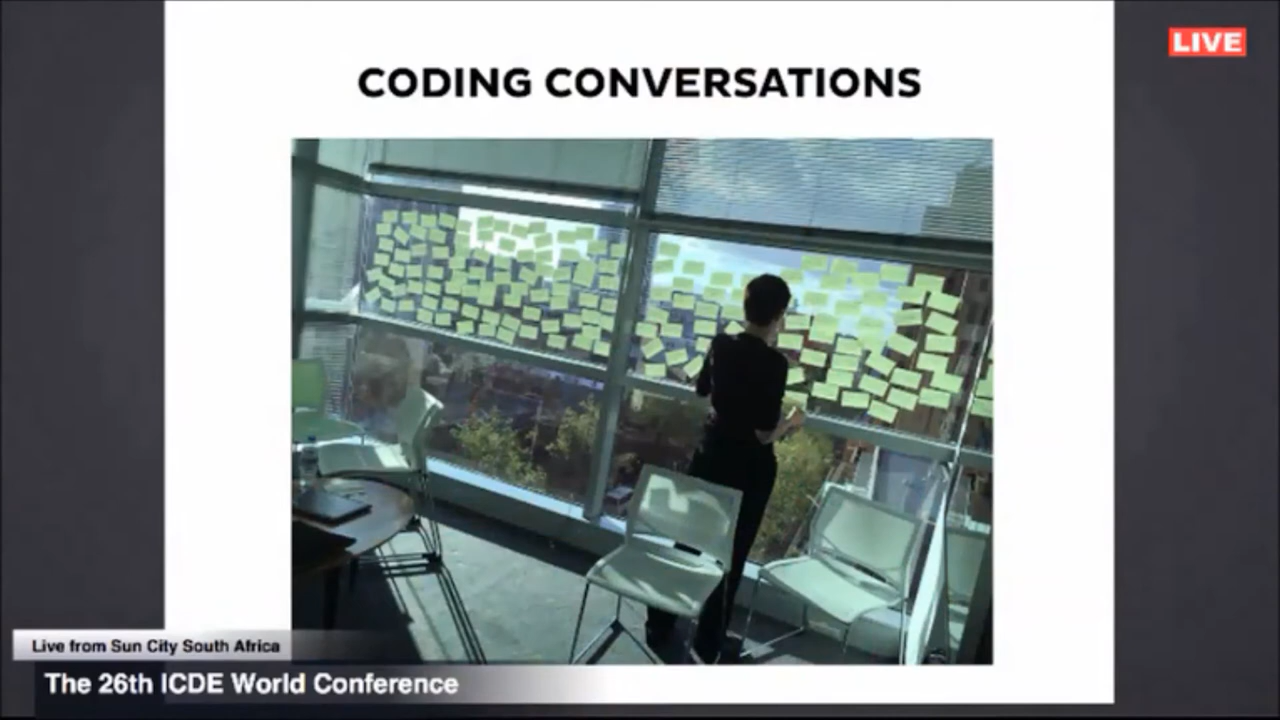 CODING CONVERSATIONS
LIVE
Live from Sun City South Africa
The 26th ICDE World Conference